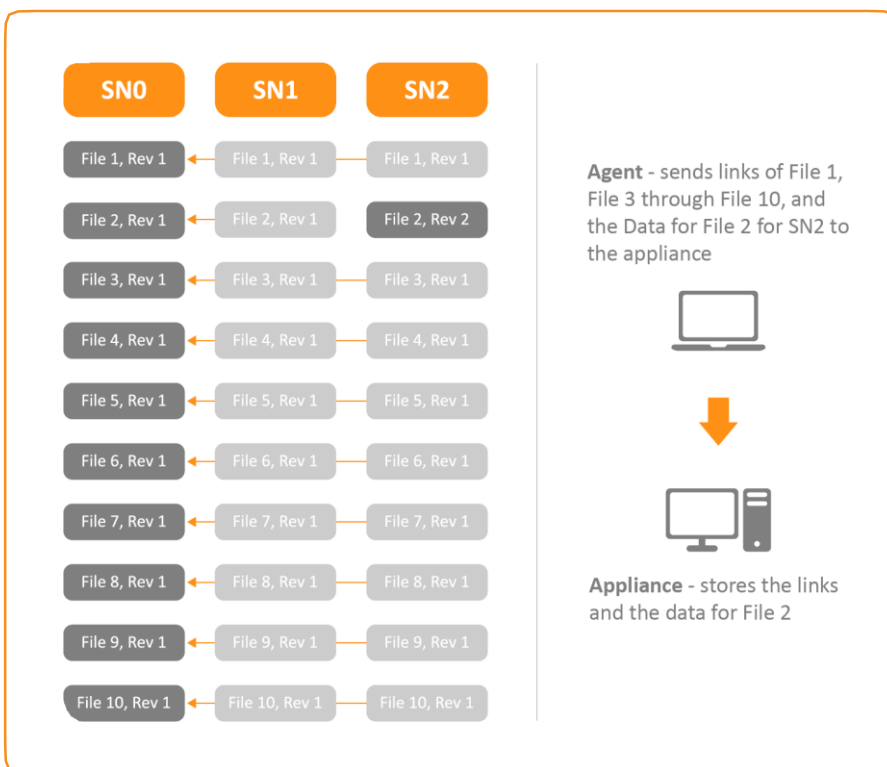 SN0 SN1 SN2
File 1, Rev 1 File 1, Rev 1 File 1, Rev 1
File 2, Rev 1 File 2, Rev 1 File 2, Rev 2
File 3, Rev 1 File 3, Rev 1 File 3, Rev 1
File 4, Rev 1 File 4, Rev 1 File 4, Rev 1
File 5, Rev 1 File 5, Rev 1 File 5, Rev 1
File 6, Rev 1 File 6, Rev 1 File 6, Rev 1
File 7, Rev 1 File 7, Rev 1 File 7, Rev 1
File 8, Rev 1 File 8, Rev 1 File 8, Rev 1
File 9, Rev 1 File 9, Rev 1 File 9, Rev 1
File 10, Rev 1 File 10, Rev 1 File 10, Rev 1
Agent - sends links of File 1,
File 3 through File 10, and
the Data for File 2 for SN2 to
the appliance
Appliance - stores the links
and the data for File 2